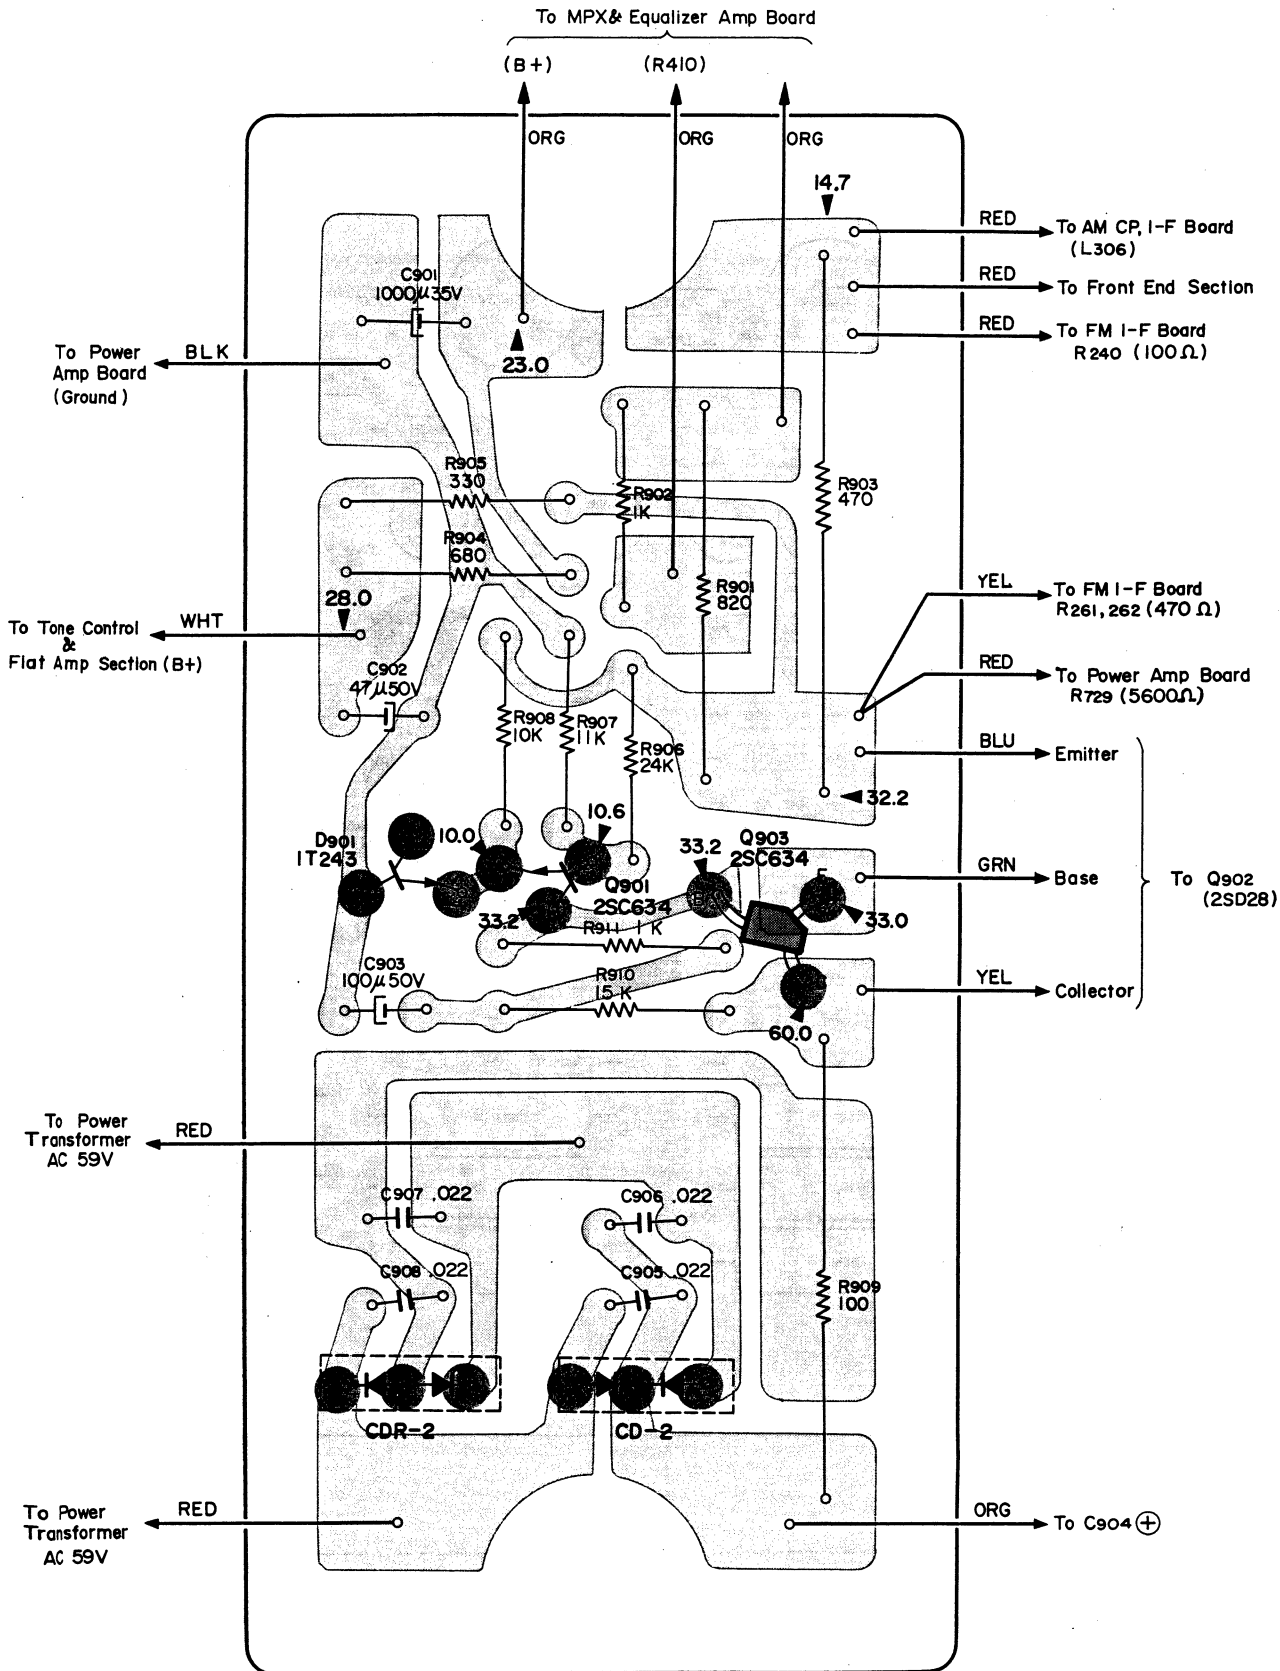 To MPX & Equalizer Amp Board
(B+)
(R410)
ORG
ORG
ORG
14.7
RED
To AM CP, I-F Board
(L306)
RED
To Front End Section
RED
To FM I-F Board
R240 (100Ω)
C901
1000μ35V
23.0
To Power
Amp Board
(Ground)
BLK
R905
330
R902
1K
R903
470
R904
680
R901
820
28.0
YEL
To FM I-F Board
R261, 262 (470 Ω)
To Tone Control
&
Flat Amp Section (B+)
WHT
C902
47μ50V
RED
To Power Amp Board
R729 (5600Ω)
R908
10K
R907
11K
R906
24K
BLU
Emitter
32.2
D901
1T243
10.0
10.6
33.2
Q903
2SC634
Q901
2SC634
33.2
E
33.0
GRN
Base
To Q902
(2SD28)
R911 1K
C903
100μ50V
R910
15K
60.0
YEL
Collector
To Power
Transformer
AC 59V
RED
C907 .022
C906 .022
C908 .022
C905 .022
R909
100
CDR-2
CD-2
To Power
Transformer
AC 59V
RED
ORG
To C904 +